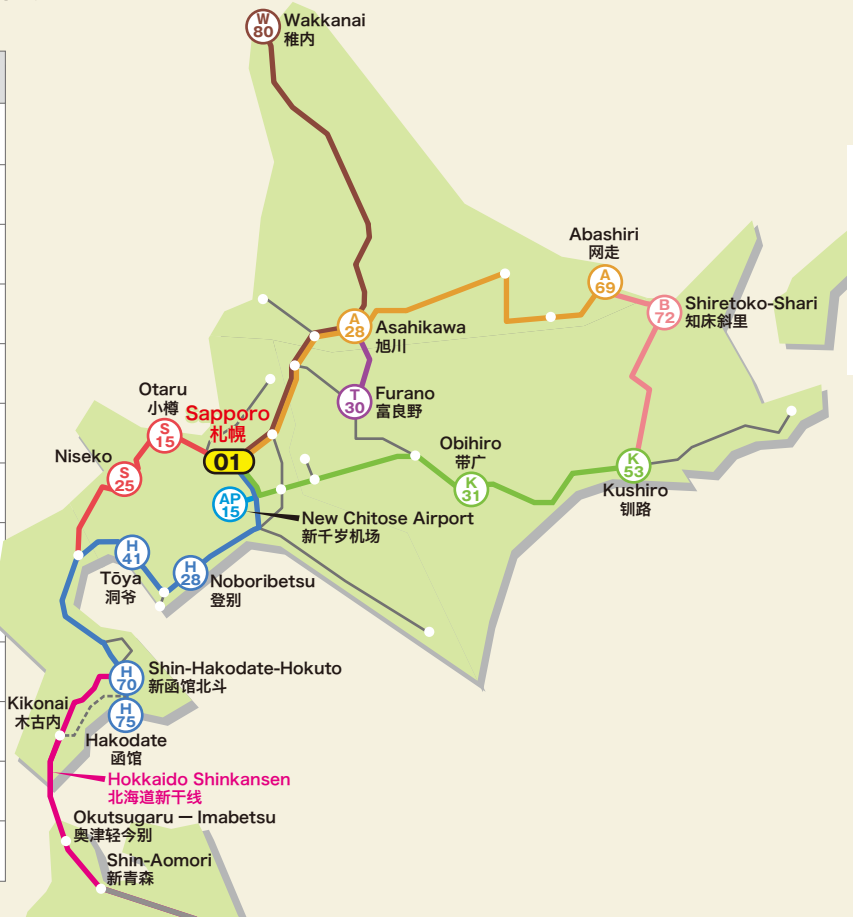 W
80
Wakkanai
稚内
Abashiri
网走
A
69
B
72
Shiretoko-Shari
知床斜里
A
28
Asahikawa
旭川
Otaru
小樽
T
30
Furano
富良野
Sapporo
札幌
S
15
01
Niseko
S
25
Obihiro
带广
K
31
K
53
Kushiro
钏路
AP
15
New Chitose Airport
新千岁机场
H
41
Tōya
洞爷
H
28
Noboribetsu
登别
H
70
Shin-Hakodate-Hokuto
新函馆北斗
Kikonai
木古内
H
75
Hakodate
函馆
Hokkaido Shinkansen
北海道新干线
Okutsugaru — Imabetsu
奥津轻今别
Shin-Aomori
新青森